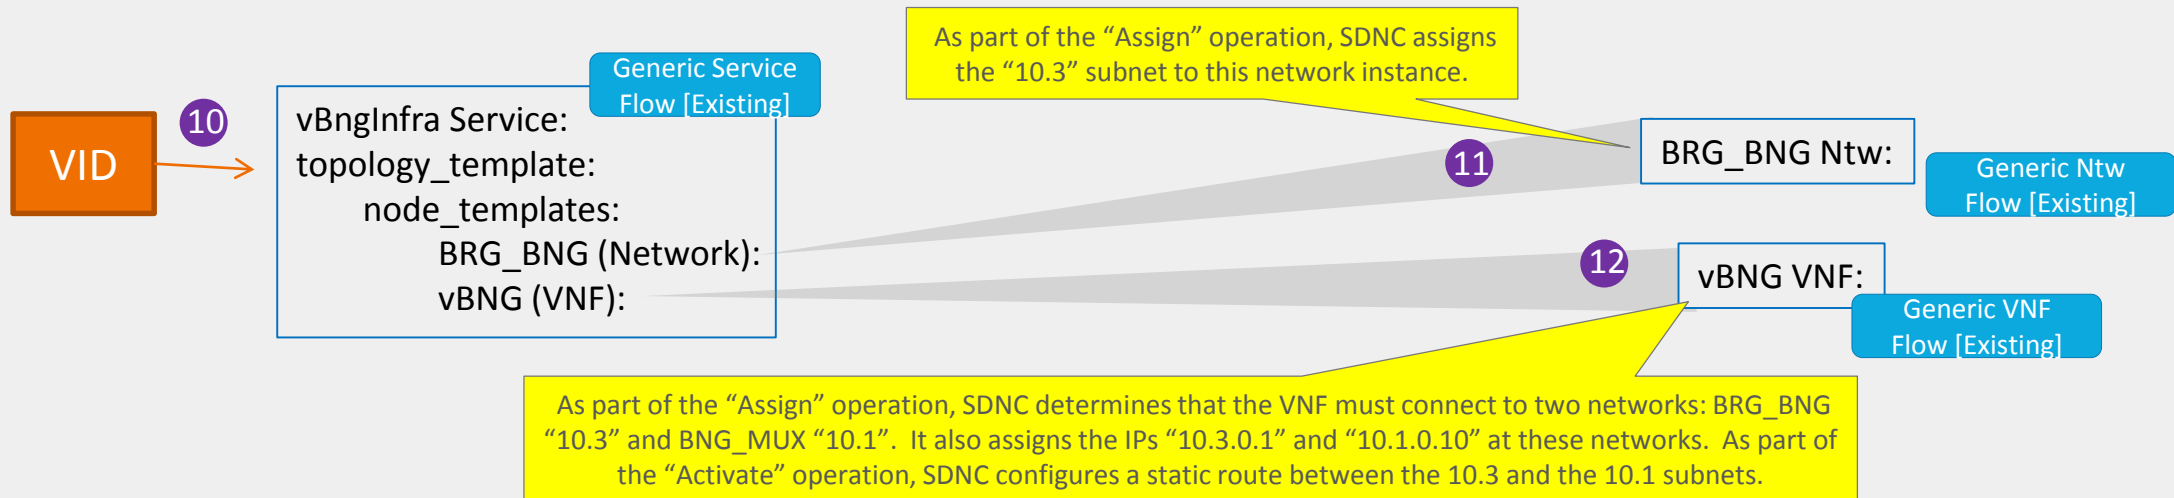 As part of the “Assign” operation, SDNC assigns
the “10.3” subnet to this network instance.
Generic Service
Flow [Existing]
VID
10
vBngInfra Service:
topology_template:
node_templates:
BRG_BNG (Network):
vBNG (VNF):
11
BRG_BNG Ntw:
Generic Ntw
Flow [Existing]
12
vBNG VNF:
Generic VNF
Flow [Existing]
As part of the “Assign” operation, SDNC determines that the VNF must connect to two networks: BRG_BNG
“10.3” and BNG_MUX “10.1”.  It also assigns the IPs “10.3.0.1” and “10.1.0.10” at these networks.  As part of
the “Activate” operation, SDNC configures a static route between the 10.3 and the 10.1 subnets.